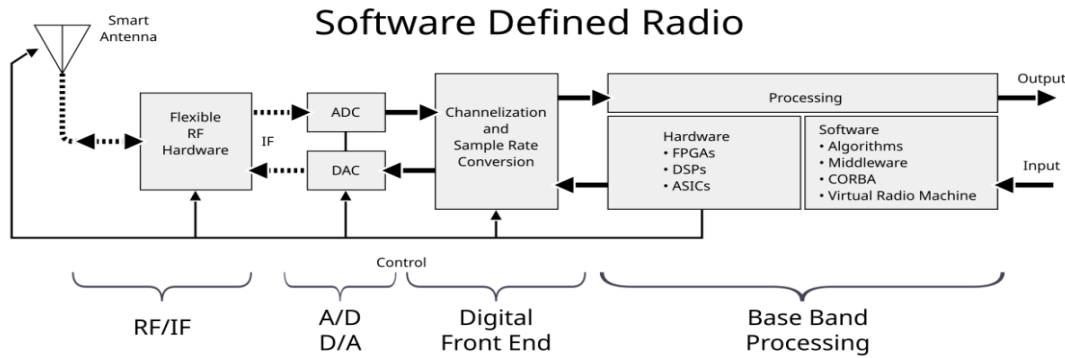 Software Defined Radio
Smart
Antenna
Flexible
RF
Hardware
IF
ADC
DAC
Channelization
and
Sample Rate
Conversion
Processing
Hardware
• FPGAs
• DSPs
• ASICs
Software
• Algorithms
• Middleware
• CORBA
• Virtual Radio Machine
Output
Input
Control
RF/IF
A/D
D/A
Digital
Front End
Base Band
Processing